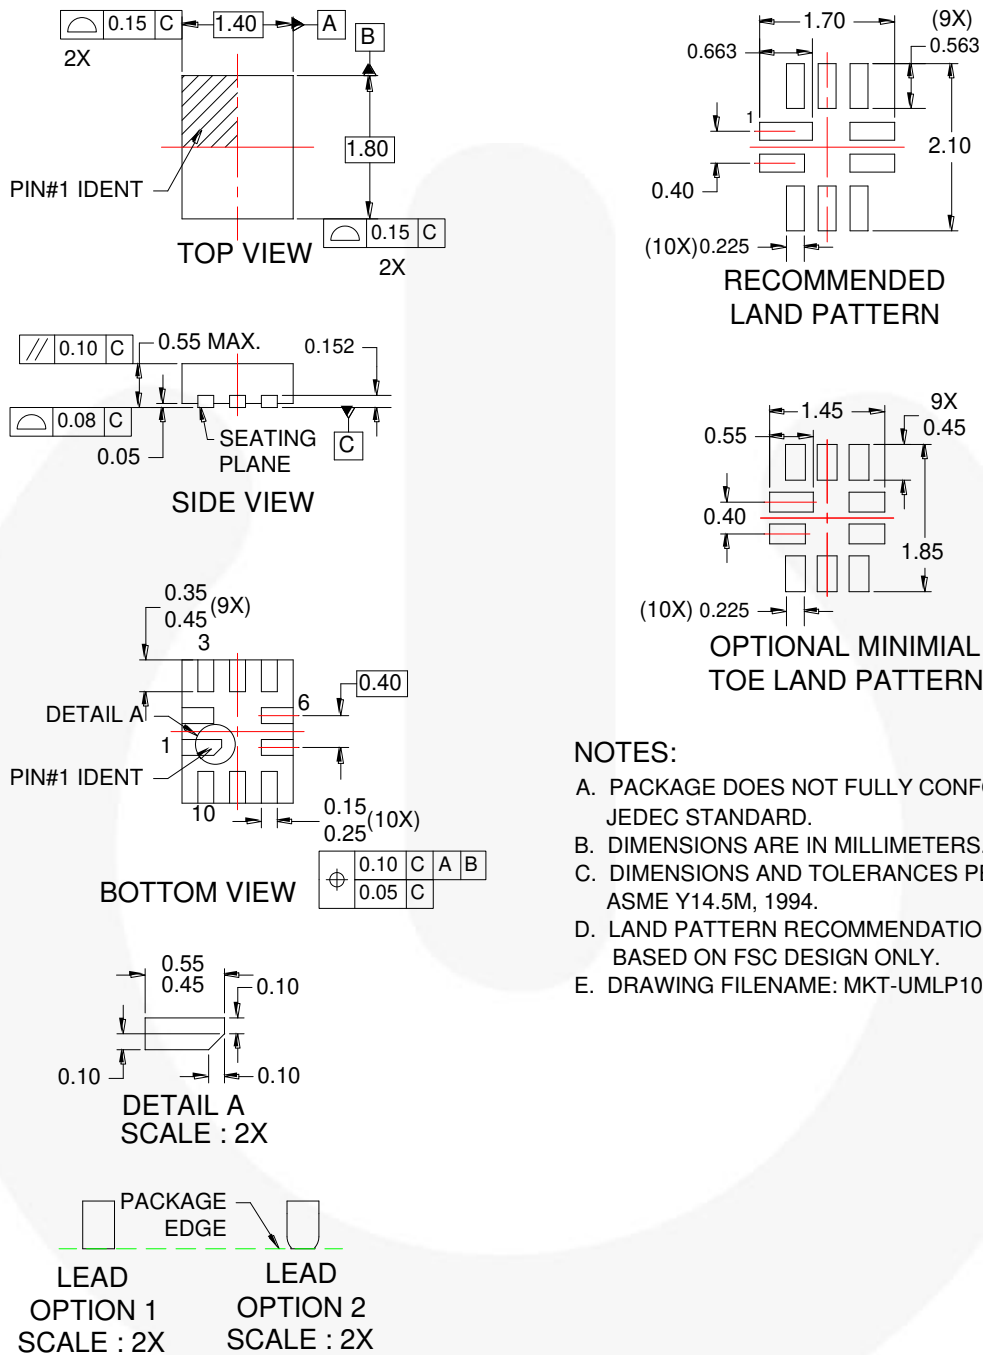 0.15 C
1.40
A
B
2X
1.80
PIN#1 IDENT
0.15 C
TOP VIEW
2X
1.70
(9X)
0.663
0.563
1
2.10
0.40
(10X) 0.225
RECOMMENDED
LAND PATTERN
// 0.10 C
0.55 MAX.
0.152
0.08 C
SEATING
PLANE
C
0.05
SIDE VIEW
1.45
9X
0.45
0.55
0.40
1.85
(10X) 0.225
OPTIONAL MINIMIAL
TOE LAND PATTERN
0.35
0.45 (9X)
3
0.40
6
DETAIL A
1
PIN#1 IDENT
10
0.15
0.25 (10X)
0.10 C A B
0.05 C
BOTTOM VIEW
NOTES:
A. PACKAGE DOES NOT FULLY CONFO
JEDEC STANDARD.
B. DIMENSIONS ARE IN MILLIMETERS.
C. DIMENSIONS AND TOLERANCES PE
ASME Y14.5M, 1994.
D. LAND PATTERN RECOMMENDATIO
BASED ON FSC DESIGN ONLY.
E. DRAWING FILENAME: MKT-UMLP10
0.55
0.45
0.10
0.10
0.10
DETAIL A
SCALE : 2X
PACKAGE
EDGE
LEAD
OPTION 1
SCALE : 2X
LEAD
OPTION 2
SCALE : 2X